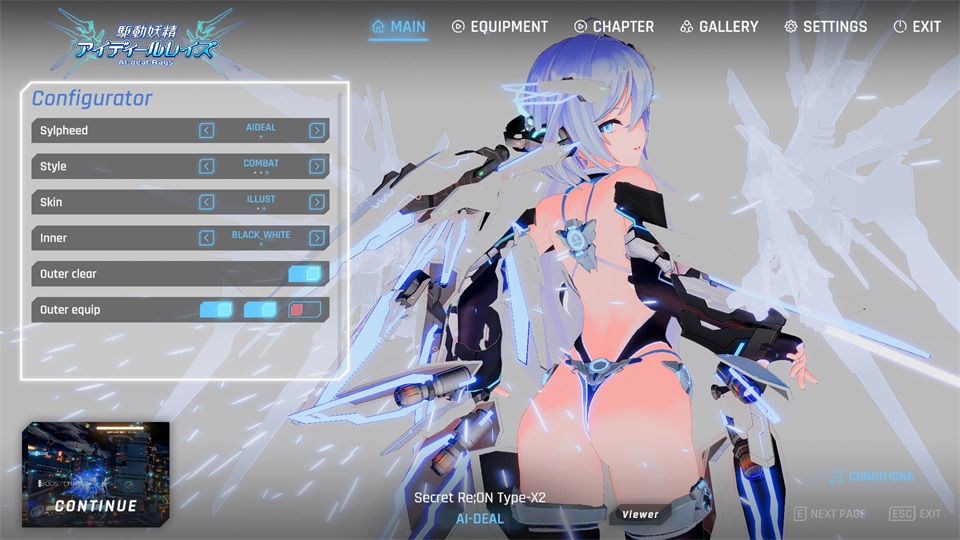 駆動妖精
アイディールレイズ
AI-deal-Rays
MAIN
EQUIPMENT
CHAPTER
GALLERY
SETTINGS
EXIT
Configurator
Sylpheed
AIDEAL
Style
COMBAT
Skin
ILLUST
Inner
BLACK_WHITE
Outer clear
Outer equip
CONTINUE
Secret Re;ON Type-X2
AI-DEAL
Viewer
CONDITIONS
E NEXT PAGE
ESC EXIT